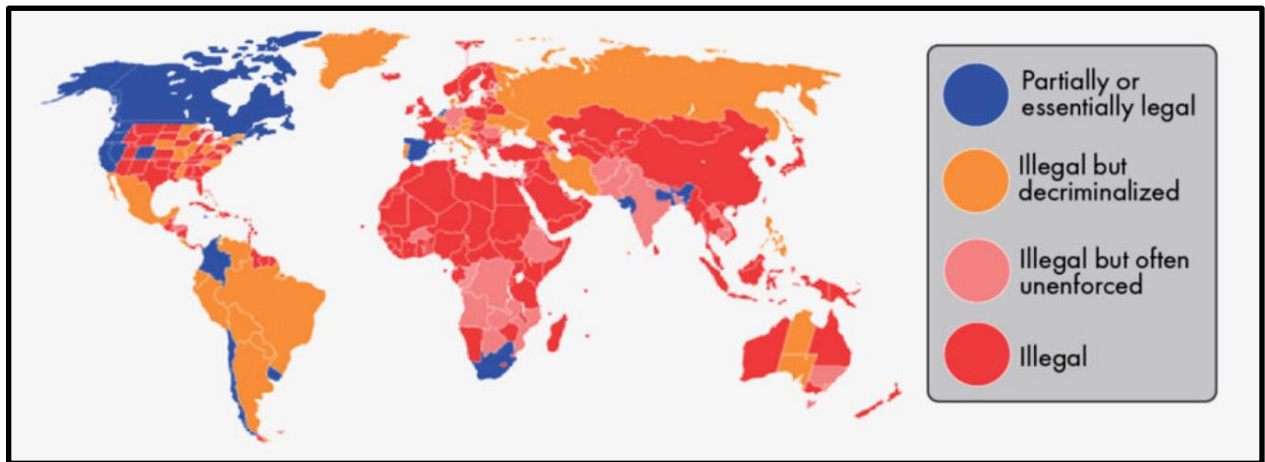 Partially or
essentially legal
Illegal but
decriminalized
Illegal but often
unenforced
Illegal